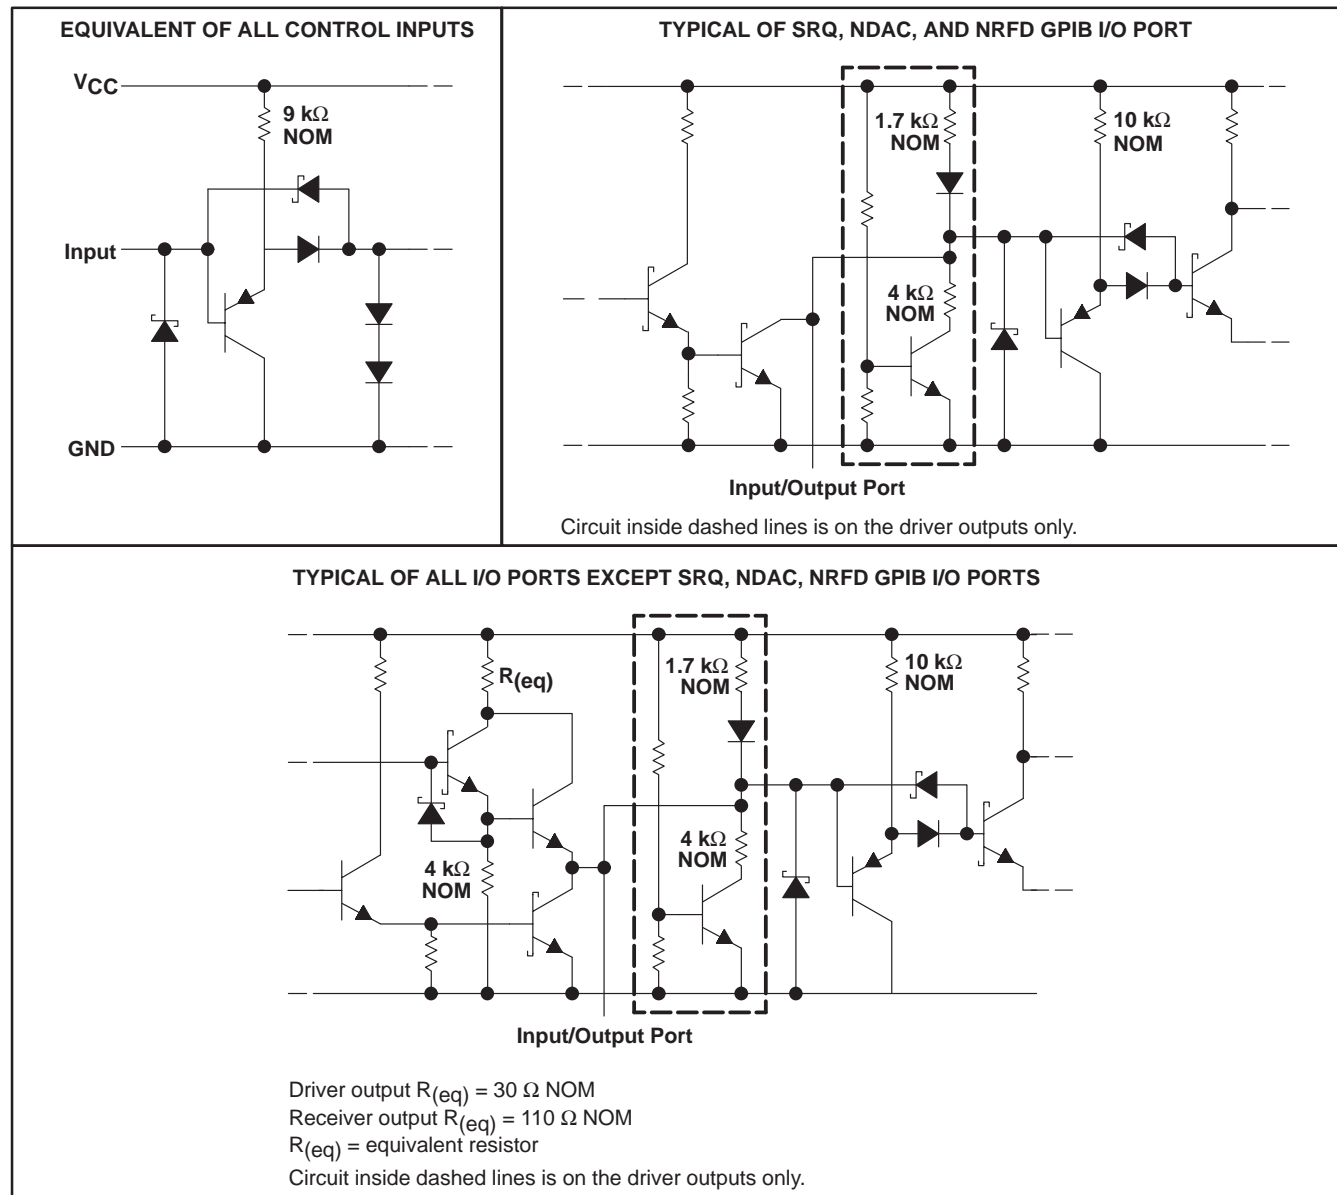 EQUIVALENT OF ALL CONTROL INPUTS
VCC
9 kΩ
NOM
Input
GND
TYPICAL OF SRQ, NDAC, AND NRFD GPIB I/O PORT
1.7 kΩ
NOM
10 kΩ
NOM
4 kΩ
NOM
Input/Output Port
Circuit inside dashed lines is on the driver outputs only.
TYPICAL OF ALL I/O PORTS EXCEPT SRQ, NDAC, NRFD GPIB I/O PORTS
R(eq)
1.7 kΩ
NOM
10 kΩ
NOM
4 kΩ
NOM
4 kΩ
NOM
Input/Output Port
Driver output R(eq) = 30 Ω NOM
Receiver output R(eq) = 110 Ω NOM
R(eq) = equivalent resistor
Circuit inside dashed lines is on the driver outputs only.